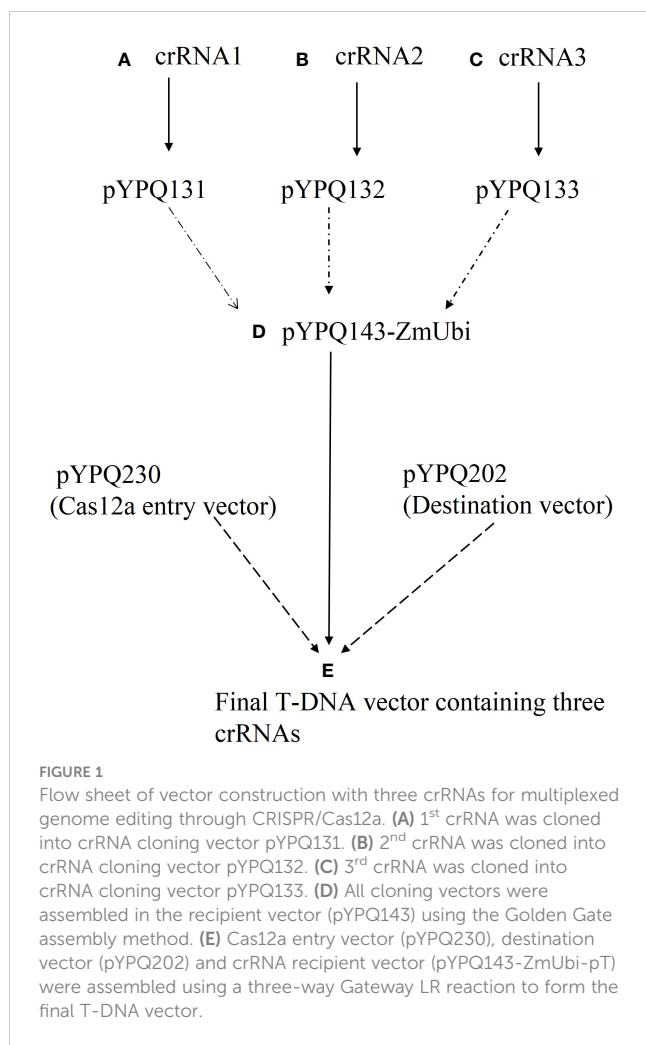 A crRNA1 B crRNA2 C crRNA3
pYPQ131 pYPQ132 pYPQ133
D pYPQ143-ZmUbi
pYPQ230
(Cas12a entry vector)
pYPQ202
(Destination vector)
E
Final T-DNA vector containing three
crRNAs
FIGURE 1
Flow sheet of vector construction with three crRNAs for multiplexed
genome editing through CRISPR/Cas12a. (A) 1st crRNA was cloned
into crRNA cloning vector pYPQ131. (B) 2nd crRNA was cloned into
crRNA cloning vector pYPQ132. (C) 3rd crRNA was cloned into
crRNA cloning vector pYPQ133. (D) All cloning vectors were
assembled in the recipient vector (pYPQ143) using the Golden Gate
assembly method. (E) Cas12a entry vector (pYPQ230), destination
vector (pYPQ202) and crRNA recipient vector (pYPQ143-ZmUbi-pT)
were assembled using a three-way Gateway LR reaction to form the
final T-DNA vector.